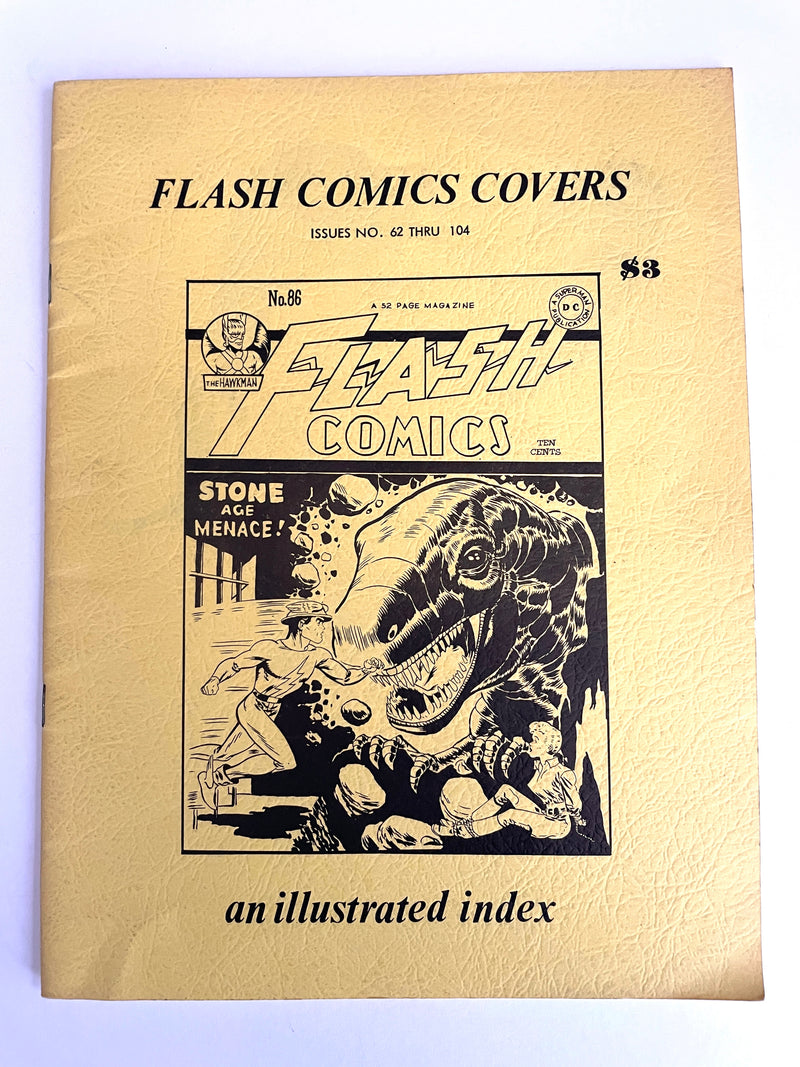 FLASH COMICS COVERS
ISSUES NO. 62 THRU 104
$3
No.86
A 52 PAGE MAGAZINE
A SUPERMAN
DC
PUBLICATION
THE HAWKMAN
FLASH
COMICS
TEN
CENTS
STONE
AGE
MENACE!
an illustrated index